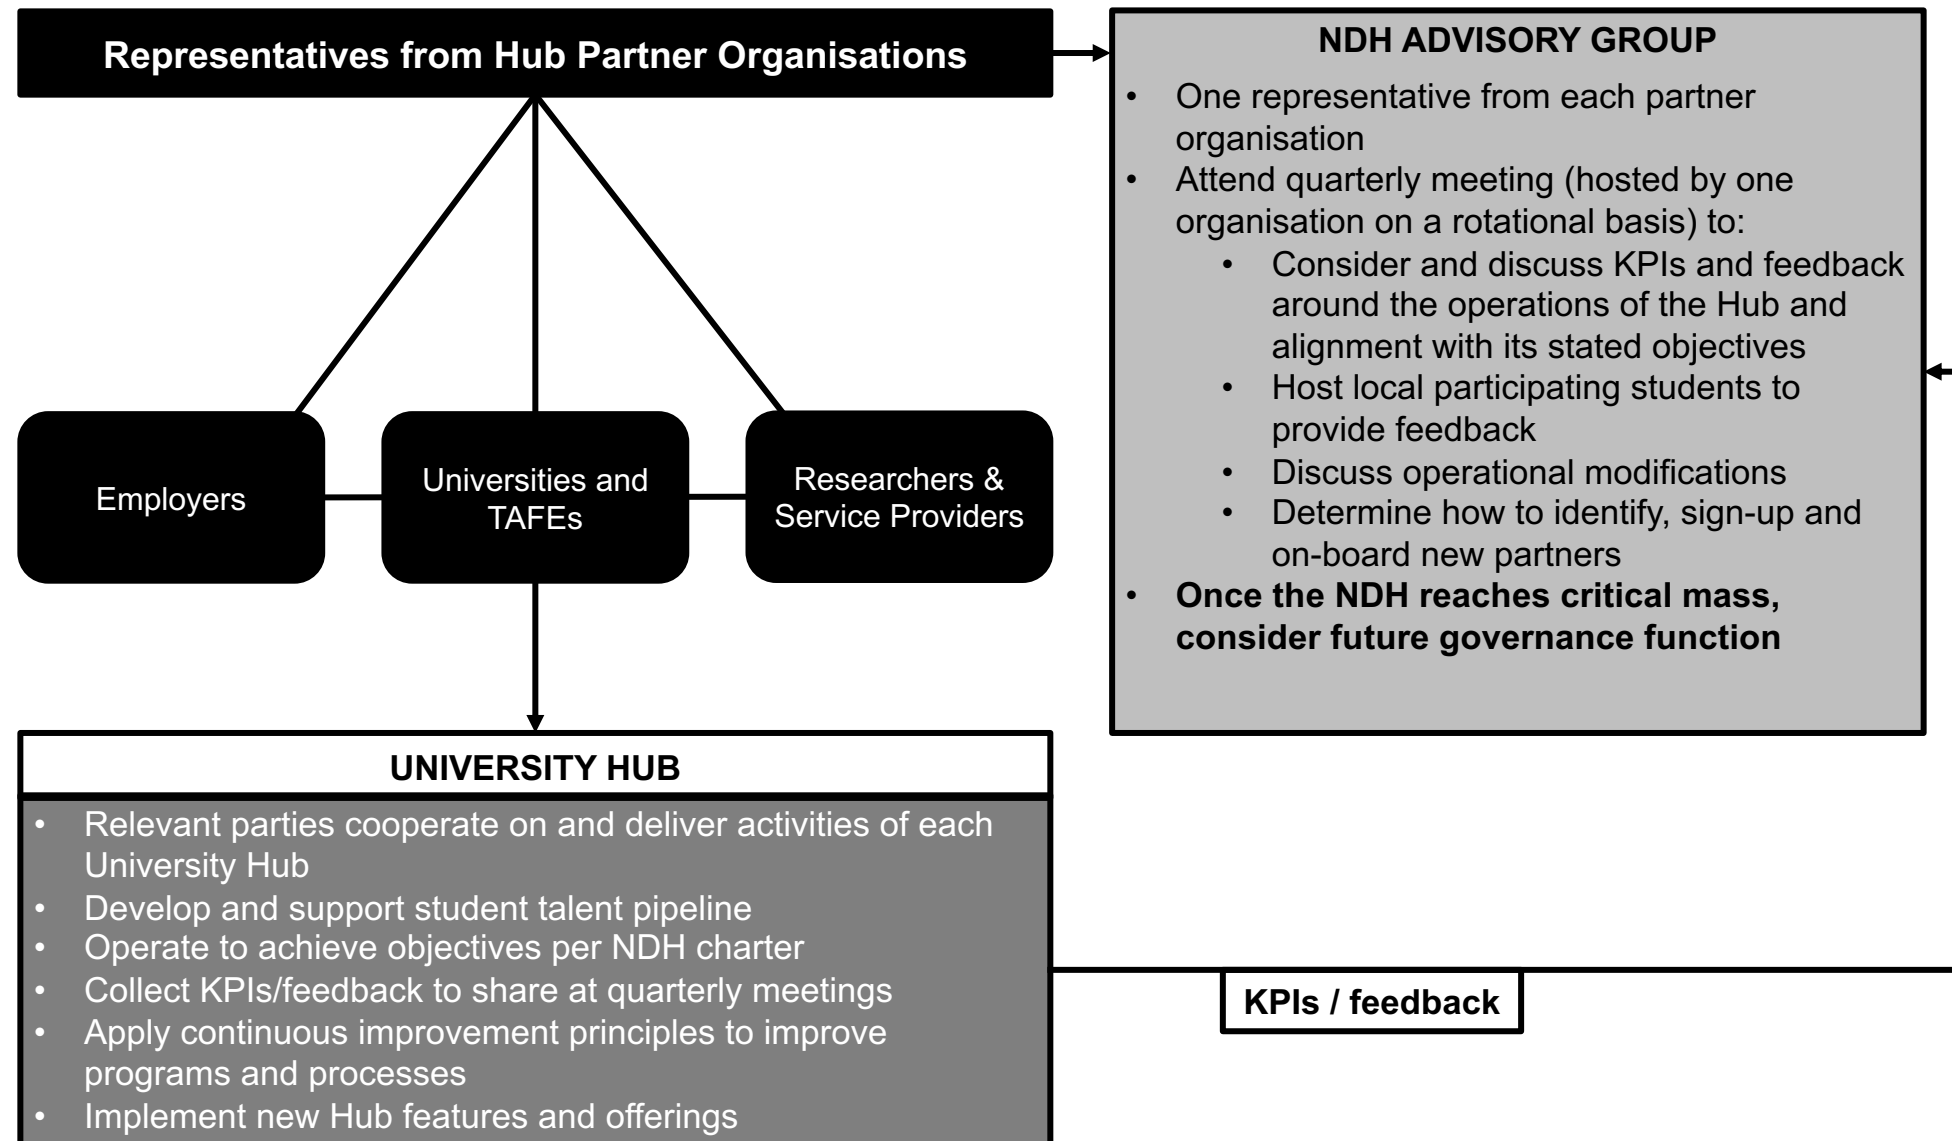 Representatives from Hub Partner Organisations
Employers
Universities and
TAFEs
Researchers &
Service Providers
NDH ADVISORY GROUP
• One representative from each partner
organisation
• Attend quarterly meeting (hosted by one
organisation on a rotational basis) to:
• Consider and discuss KPIs and feedback
around the operations of the Hub and
alignment with its stated objectives
• Host local participating students to
provide feedback
• Discuss operational modifications
• Determine how to identify, sign-up and
on-board new partners
• Once the NDH reaches critical mass,
consider future governance function
UNIVERSITY HUB
• Relevant parties cooperate on and deliver activities of each
University Hub
• Develop and support student talent pipeline
• Operate to achieve objectives per NDH charter
• Collect KPIs/feedback to share at quarterly meetings
• Apply continuous improvement principles to improve
programs and processes
• Implement new Hub features and offerings
KPIs / feedback